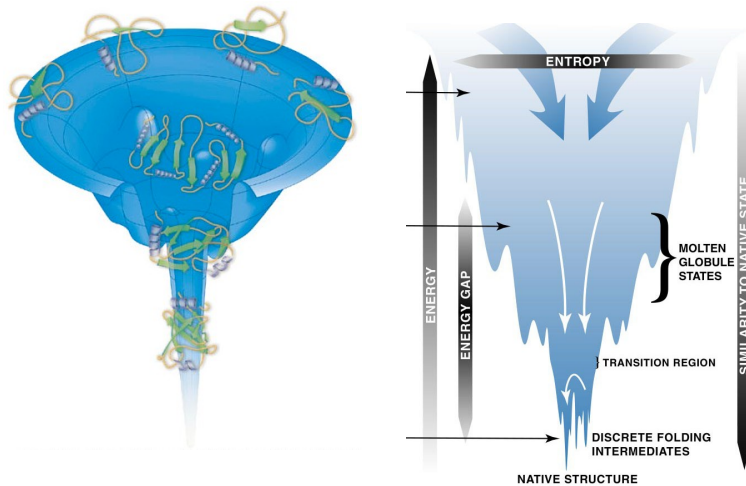 ENTROPY
ENERGY
ENERGY GAP
MOLTEN
GLOBULE
STATES
SIMILARITY TO NATIVE STATE
TRANSITION REGION
DISCRETE FOLDING
INTERMEDIATES
NATIVE STRUCTURE